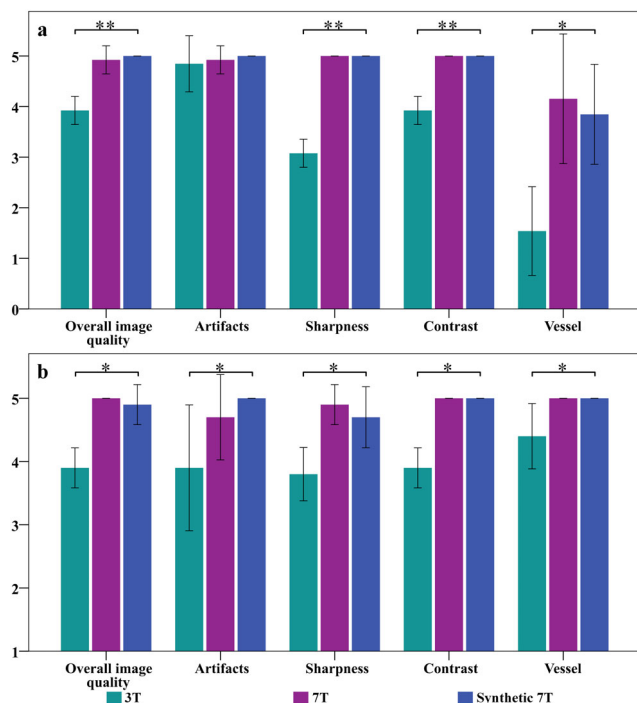 a
** ** ** *
5
4
3
2
1
0
Overall image Artifacts Sharpness Contrast Vessel
quality
b
* * * * *
5
4
3
2
1
Overall image Artifacts Sharpness Contrast Vessel
quality
3T 7T Synthetic 7T